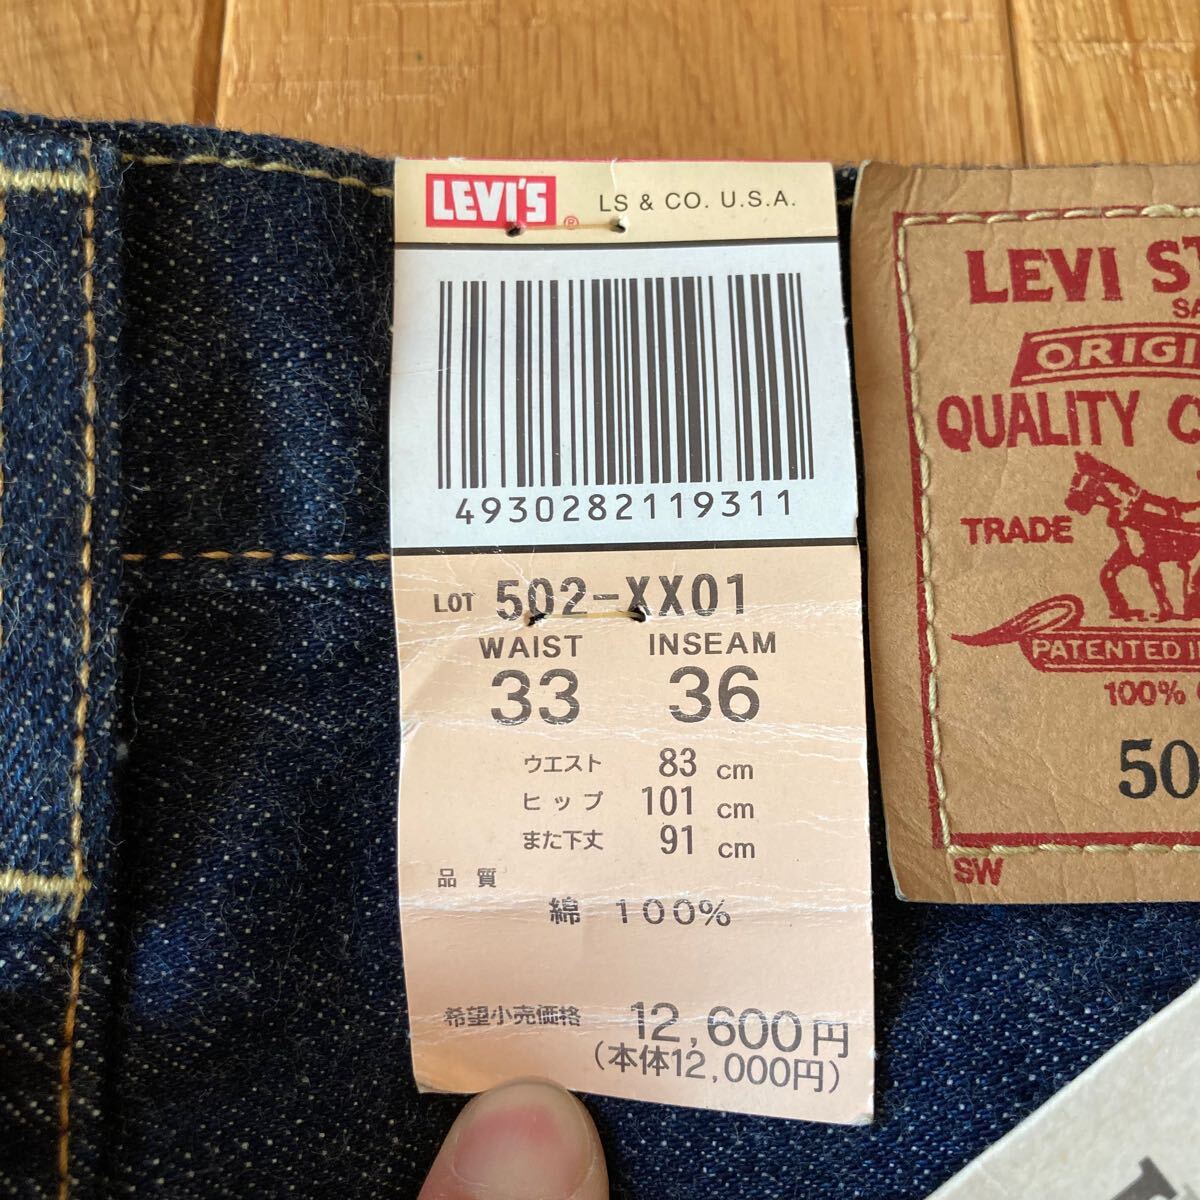 LEVI'S ® LS & CO. U.S.A.
4930282119311
LOT 502-XX01
WAIST INSEAM
33 36
ウエスト 83 cm
ヒップ 101 cm
また下丈 91 cm
品質
綿 100%
希望小売価格 12,600円
(本体12,000円)
LEVI
QUALITY
TRADE
PATENTED
100%
SW